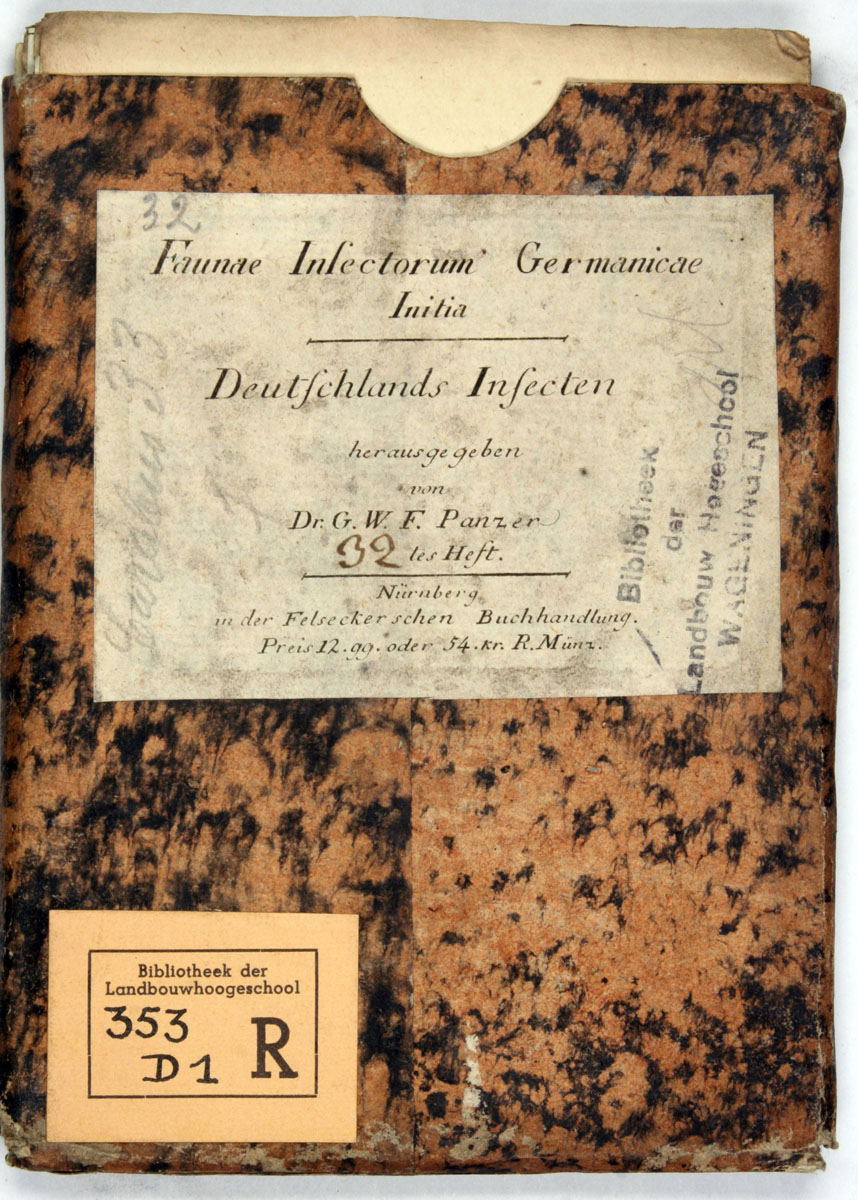 32
Faunae Inſectorum Germanicae
Initia
Deutſchlands Inſecten
herausgegeben
von
Dr. G. W. F. Panzer
32 tes Heft.
Nürnberg
in der Felseckerschen Buchhandlung.
Preis 12. gg. oder 54. kr. R. Münz.
33
Bibliotheek
der
Landbouw Hoogeschool
WAGENINGEN
Bibliotheek der
Landbouwhoogeschool
353
D1
R